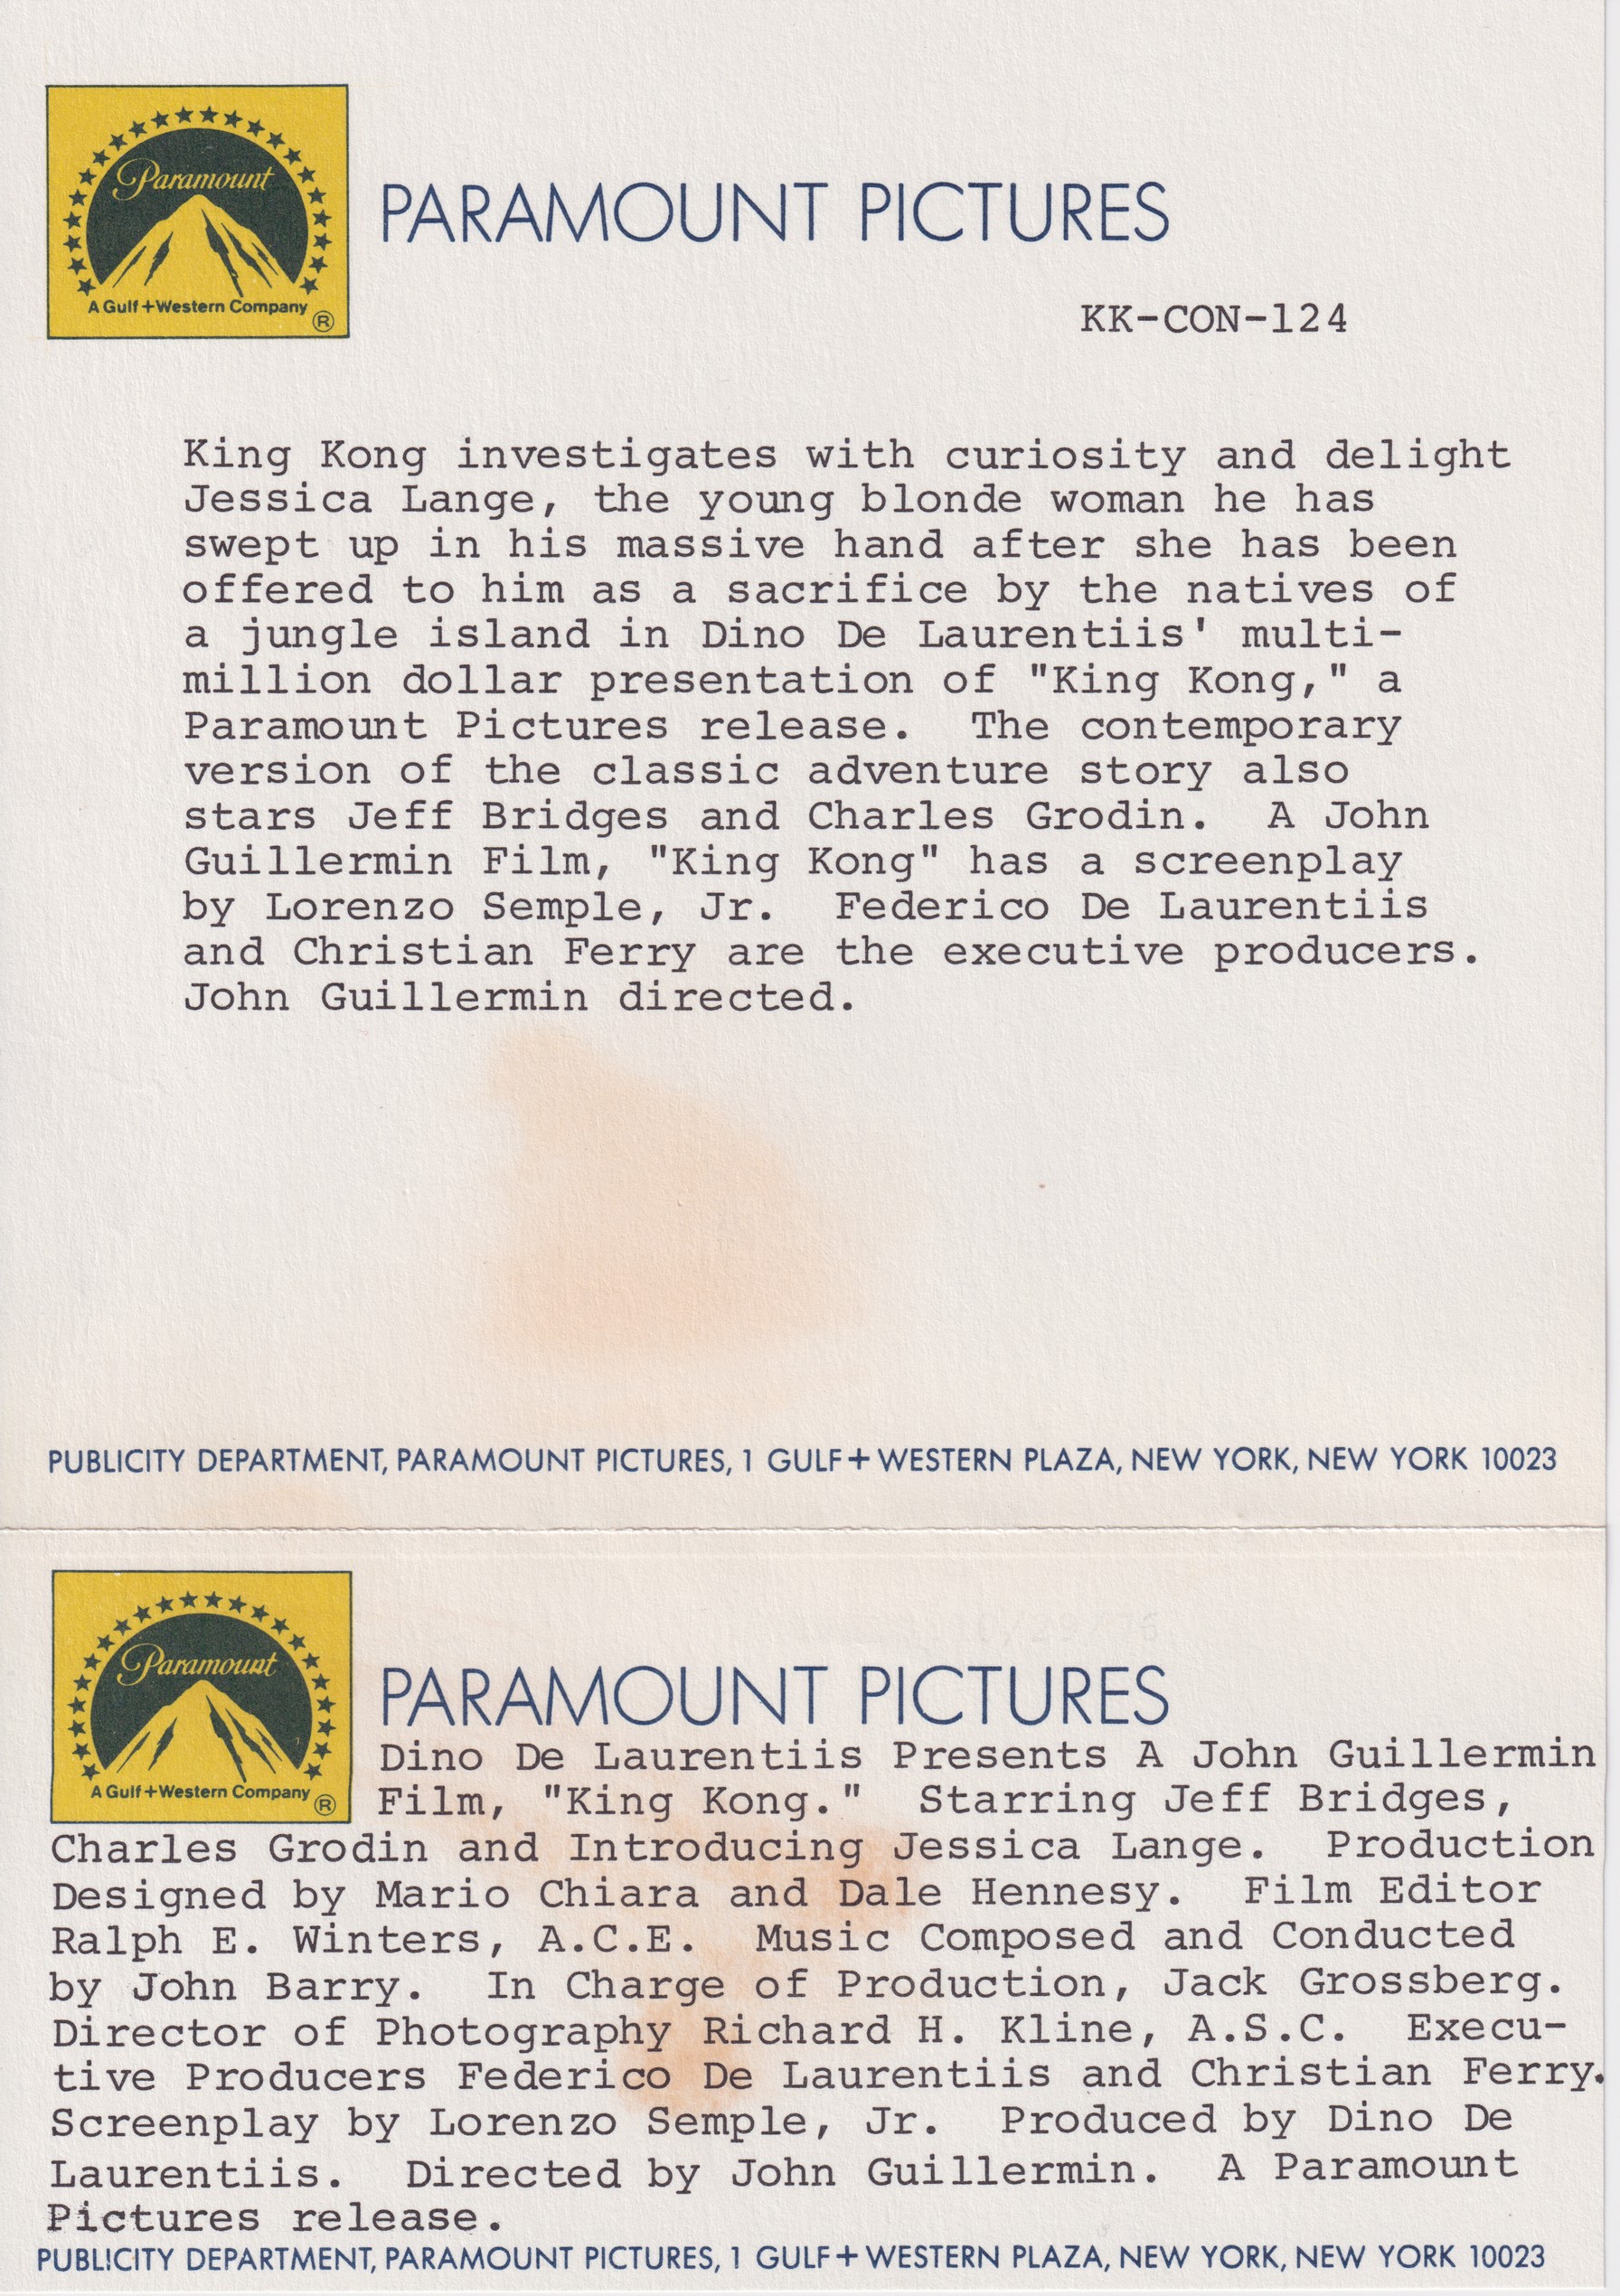 Paramount
A Gulf+Western Company
®
PARAMOUNT PICTURES
KK-CON-124
King Kong investigates with curiosity and delight
Jessica Lange, the young blonde woman he has
swept up in his massive hand after she has been
offered to him as a sacrifice by the natives of
a jungle island in Dino De Laurentiis' multi-
million dollar presentation of "King Kong," a
Paramount Pictures release.  The contemporary
version of the classic adventure story also
stars Jeff Bridges and Charles Grodin.  A John
Guillermin Film, "King Kong" has a screenplay
by Lorenzo Semple, Jr.  Federico De Laurentiis
and Christian Ferry are the executive producers.
John Guillermin directed.
PUBLICITY DEPARTMENT, PARAMOUNT PICTURES, 1 GULF+WESTERN PLAZA, NEW YORK, NEW YORK 10023
Paramount
A Gulf+Western Company
®
PARAMOUNT PICTURES
Dino De Laurentiis Presents A John Guillermin
Film, "King Kong."  Starring Jeff Bridges,
Charles Grodin and Introducing Jessica Lange.  Production
Designed by Mario Chiara and Dale Hennesy.  Film Editor
Ralph E. Winters, A.C.E.  Music Composed and Conducted
by John Barry.  In Charge of Production, Jack Grossberg.
Director of Photography Richard H. Kline, A.S.C.  Execu-
tive Producers Federico De Laurentiis and Christian Ferry.
Screenplay by Lorenzo Semple, Jr.  Produced by Dino De
Laurentiis.  Directed by John Guillermin.  A Paramount
Pictures release.
PUBLICITY DEPARTMENT, PARAMOUNT PICTURES, 1 GULF+WESTERN PLAZA, NEW YORK, NEW YORK 10023